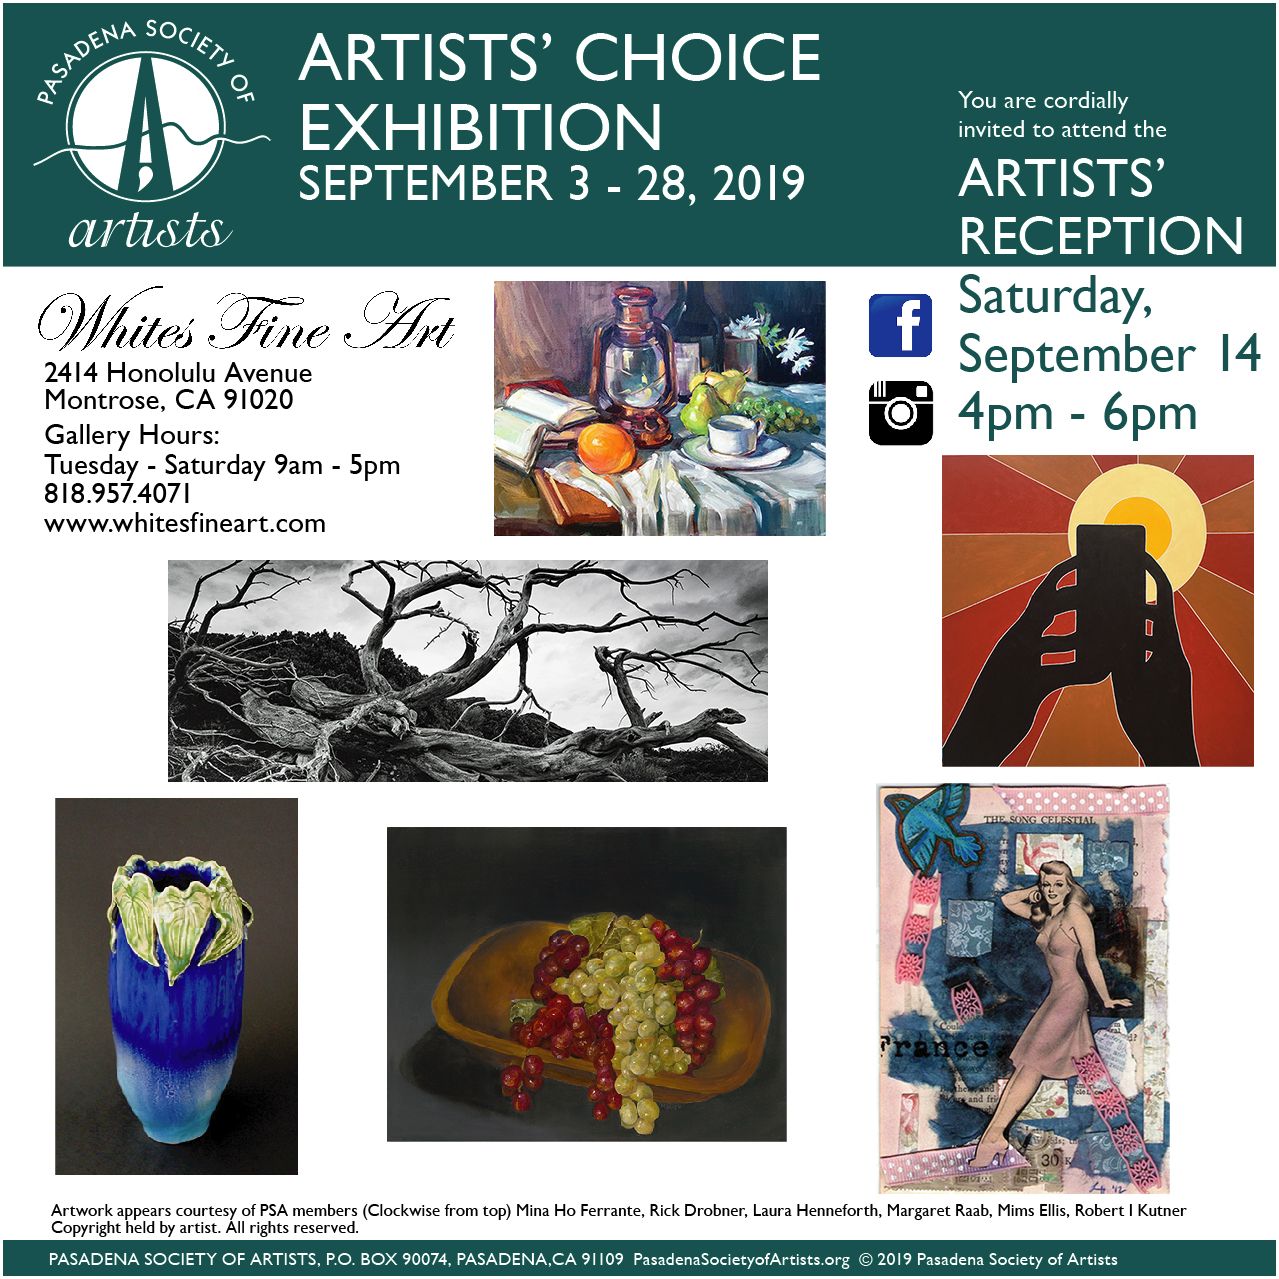 PASADENA SOCIETY OF
artists
ARTISTS’ CHOICE
EXHIBITION
SEPTEMBER 3 - 28, 2019
You are cordially
invited to attend the
ARTISTS’
RECEPTION
Saturday,
September 14
4pm - 6pm
Whites Fine Art
2414 Honolulu Avenue
Montrose, CA 91020
Gallery Hours:
Tuesday - Saturday 9am - 5pm
818.957.4071
www.whitesfineart.com
THE SONG CELESTIAL
France
30 K
Artwork appears courtesy of PSA members (Clockwise from top) Mina Ho Ferrante, Rick Drobner, Laura Henneforth, Margaret Raab, Mims Ellis, Robert I Kutner
Copyright held by artist. All rights reserved.
PASADENA SOCIETY OF ARTISTS, P.O. BOX 90074, PASADENA,CA 91109 PasadenaSocietyofArtists.org © 2019 Pasadena Society of Artists